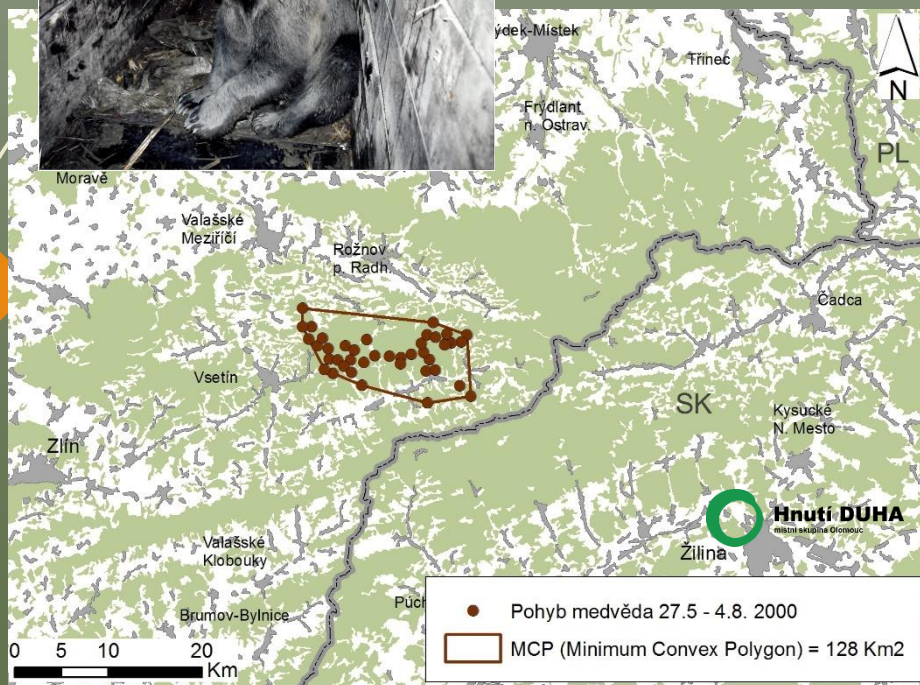 ýdek-Místek
Třinec
N
Frýdlant
n. Ostrav.
PL
Moravě
Valašské
Meziříčí
Rožnov
p. Radh.
Čadca
Vsetín
SK
Kysucké
N. Mesto
Zlín
Hnutí DUHA
místní skupina Olomouc
Valašské
Klobouky
Žilina
Brumov-Bylnice
Púch
Pohyb medvěda 27.5 - 4.8. 2000
MCP (Minimum Convex Polygon) = 128 Km2
0 5 10 20
Km